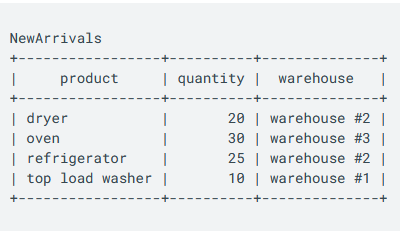 NewArrivals
+-----------------+----------+--------------+
|     product     | quantity |  warehouse   |
+-----------------+----------+--------------+
| dryer           |       20 | warehouse #2 |
| oven            |       30 | warehouse #3 |
| refrigerator    |       25 | warehouse #2 |
| top load washer |       10 | warehouse #1 |
+-----------------+----------+--------------+